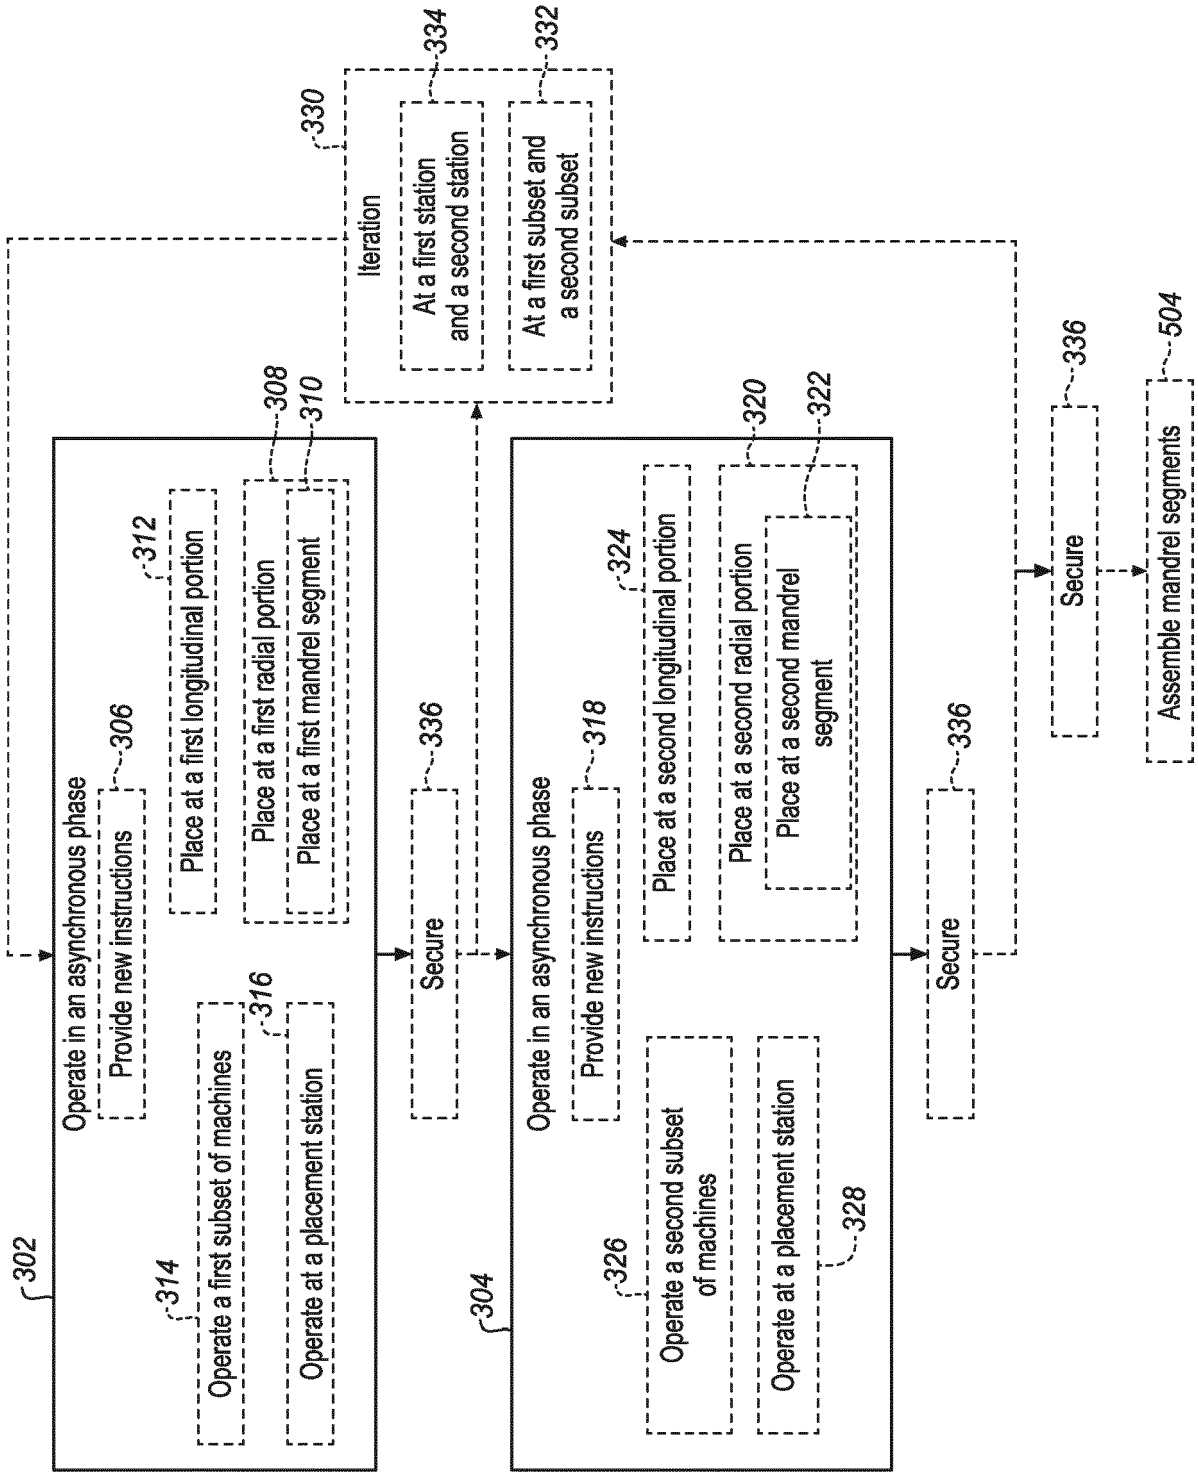 302
Operate in an asynchronous phase
Provide new instructions
306
314
Operate a first subset of machines
316
Operate at a placement station
312
Place at a first longitudinal portion
308
Place at a first radial portion
310
Place at a first mandrel segment
Secure
336
330
Iteration
334
At a first station
and a second station
332
At a first subset and
a second subset
304
Operate in an asynchronous phase
Provide new instructions
318
326
Operate a second subset
of machines
Operate at a placement station
328
324
Place at a second longitudinal portion
320
Place at a second radial portion
322
Place at a second mandrel
segment
Secure
336
Secure
336
Assemble mandrel segments
504